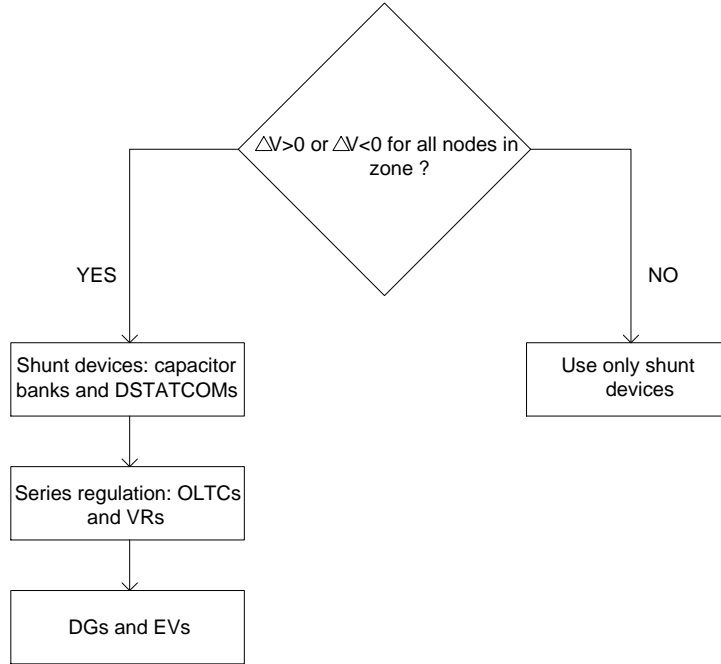 △V>0 or △V<0 for all nodes in
zone ?
YES
NO
Shunt devices: capacitor
banks and DSTATCOMs
Use only shunt
devices
Series regulation: OLTCs
and VRs
DGs and EVs